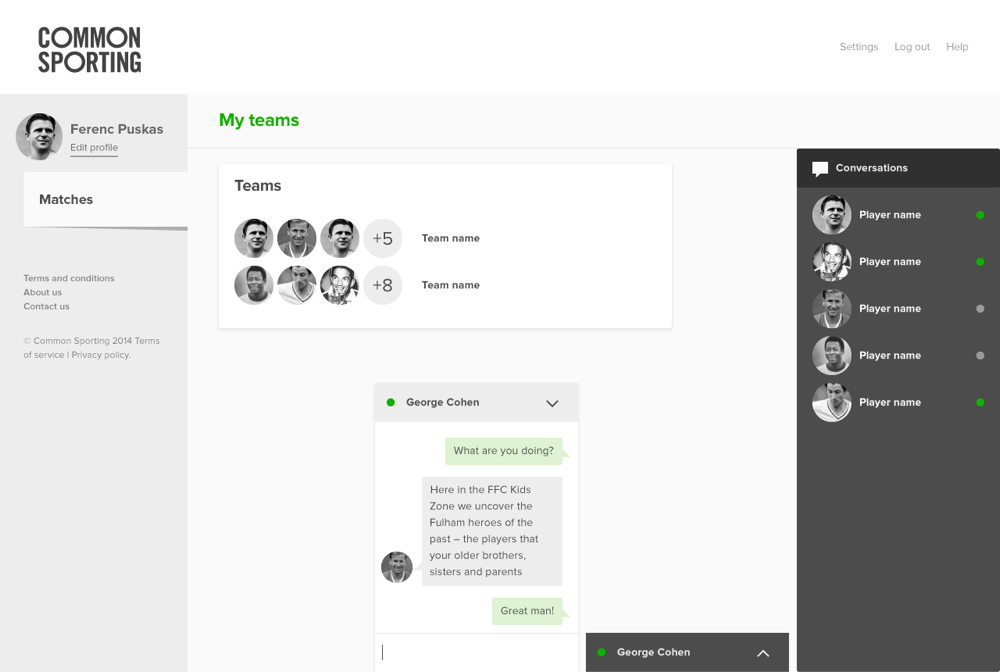 COMMON
SPORTING
Settings
Log out
Help
Ferenc Puskas
Edit profile
Matches
Terms and conditions
About us
Contact us
© Common Sporting 2014 Terms
of service | Privacy policy.
My teams
Teams
+5
Team name
+8
Team name
Conversations
Player name
Player name
Player name
Player name
Player name
George Cohen
What are you doing?
Here in the FFC Kids
Zone we uncover the
Fulham heroes of the
past – the players that
your older brothers,
sisters and parents
Great man!
George Cohen